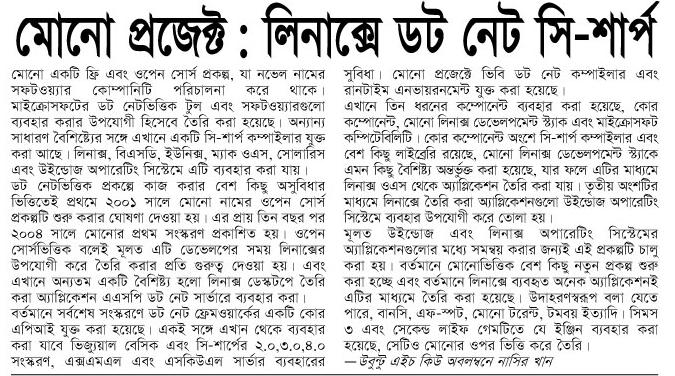 মোনো প্রজেক্ট : লিনাক্সে ডট নেট সি-শার্প
মোনো একটি ফ্রি এবং ওপেন সোর্স প্রকল্প, যা নভেল নামের
সফটওয়্যার কোম্পানিটি পরিচালনা করে থাকে।
মাইক্রোসফটের ডট নেটভিত্তিক টুল এবং সফটওয়্যারগুলো
ব্যবহার করার উপযোগী হিসেবে তৈরি করা হয়েছে। অন্যান্য
সাধারণ বৈশিষ্ট্যের সঙ্গে এখানে একটি সি-শার্প কম্পাইলার যুক্ত
করা আছে। লিনাক্স, বিএসডি, ইউনিক্স, ম্যাক ওএস, সোলারিস
এবং উইন্ডোজ অপারেটিং সিস্টেমে এটি ব্যবহার করা যায়।
ডট নেটভিত্তিক প্রকল্পে কাজ করার বেশ কিছু অসুবিধার
ভিত্তিতেই প্রথমে ২০০১ সালে মোনো নামের ওপেন সোর্স
প্রকল্পটি শুরু করার ঘোষণা দেওয়া হয়। এর প্রায় তিন বছর পর
২০০৪ সালে মোনোর প্রথম সংস্করণ প্রকাশিত হয়। ওপেন
সোর্সভিত্তিক বলেই মূলত এটি ডেভেলপের সময় লিনাক্সের
উপযোগী করে তৈরি করার প্রতি গুরুত্ব দেওয়া হয়। এবং
এখানে অন্যতম একটি বৈশিষ্ট্য হলো লিনাক্স ডেস্কটপে তৈরি
করা অ্যাপ্লিকেশন এএসপি ডট নেট সার্ভারে ব্যবহার করা।
বর্তমানে সর্বশেষ সংস্করণে ডট নেট ফ্রেমওয়ার্কের একটি কোর
এপিআই যুক্ত করা হয়েছে। একই সঙ্গে এখান থেকে ব্যবহার
করা যাবে ভিজ্যুয়াল বেসিক এবং সি-শার্পের ২.০,৩.০,৪.০
সংস্করণ, এক্সএমএল এবং এসকিউএল সার্ভার ব্যবহারের
সুবিধা। মোনো প্রজেক্টে ভিবি ডট নেট কম্পাইলার এবং
রানটাইম এনভায়রনমেন্ট যুক্ত করা হয়েছে।
এখানে তিন ধরনের কম্পোনেন্ট ব্যবহার করা হয়েছে, কোর
কম্পোনেন্ট, মোনো লিনাক্স ডেভেলপমেন্ট স্ট্যাক এবং মাইক্রোসফট
কম্পিটেবিলিটি। কোর কম্পোনেন্ট অংশে সি-শার্প কম্পাইলার এবং
বেশ কিছু লাইব্রেরি রয়েছে, মোনো লিনাক্স ডেভেলপমেন্ট স্ট্যাকে
এমন কিছু বৈশিষ্ট্য অন্তর্ভুক্ত করা হয়েছে, যার ফলে এটির মাধ্যমে
লিনাক্স ওএস থেকে অ্যাপ্লিকেশন তৈরি করা যায়। তৃতীয় অংশটির
মাধ্যমে লিনাক্সে তৈরি করা অ্যাপ্লিকেশনগুলো উইন্ডোজ অপারেটিং
সিস্টেমে ব্যবহার উপযোগী করে তোলা হয়।
মূলত উইন্ডোজ এবং লিনাক্স অপারেটিং সিস্টেমের
অ্যাপ্লিকেশনগুলোর মধ্যে সমন্বয় করার জন্যই এই প্রকল্পটি চালু
করা হয়। বর্তমানে মোনোভিত্তিক বেশ কিছু নতুন প্রকল্প শুরু
করা হচ্ছে এবং বর্তমানে লিনাক্সে ব্যবহৃত অনেক অ্যাপ্লিকেশনই
এটির মাধ্যমে তৈরি করা হয়েছে। উদাহরণস্বরূপ বলা যেতে
পারে, বানসি, এফ-স্পট, মোনো টরেন্ট, টমবয় ইত্যাদি। সিমস
৩ এবং সেকেন্ড লাইফ গেমটিতে যে ইঞ্জিন ব্যবহার করা
হয়েছে, সেটিও মোনোর ওপর ভিত্তি করে তৈরি।
—উবুন্টু এইচ কিউ অবলম্বনে নাসির খান